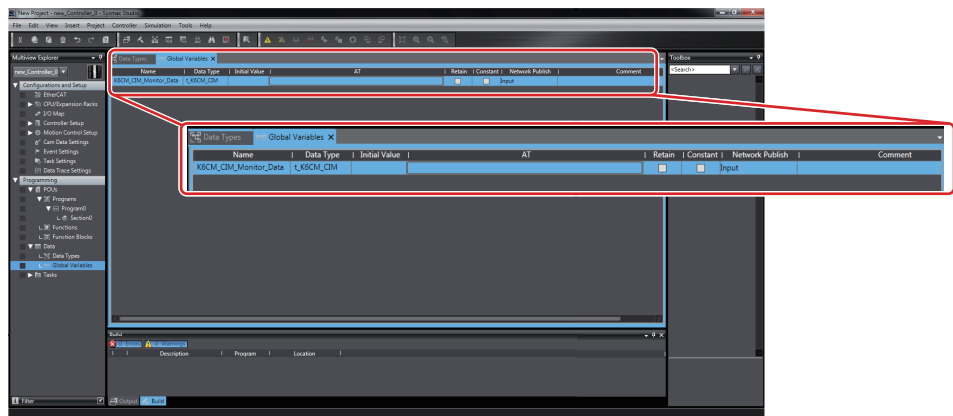 New Project - new_Controller_0 - Sysmac Studio
File Edit View Insert Project Controller Simulation Tools Help
Multiview Explorer
new_Controller_0
Configurations and Setup
EtherCAT
CPU/Expansion Racks
I/O Map
Controller Setup
Motion Control Setup
Cam Data Settings
Event Settings
Task Settings
Data Trace Settings
Programming
POUs
Programs
Program0
Section0
Functions
Function Blocks
Data
Data Types
Global Variables
Tasks
Filter
Data Types Global Variables X
Name Data Type Initial Value AT Retain Constant Network Publish Comment
K6CM_CIM_Monitor_Data t_K6CM_CIM Input
Toolbox
<Search>
Data Types Global Variables X
Name Data Type Initial Value AT Retain Constant Network Publish Comment
K6CM_CIM_Monitor_Data t_K6CM_CIM Input
Build
Description Program Location
Output Build